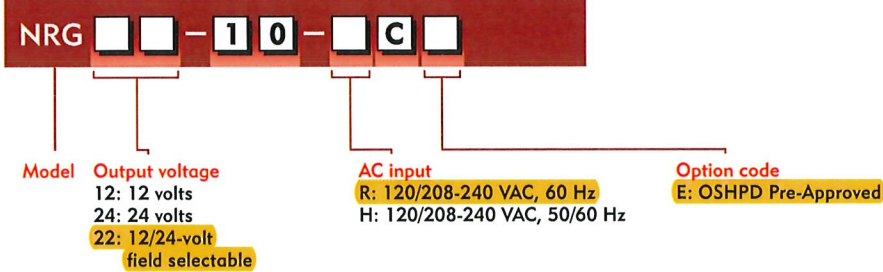 NRG - 1 0 - C
Model
Output voltage
12: 12 volts
24: 24 volts
22: 12/24-volt
field selectable
AC input
R: 120/208-240 VAC, 60 Hz
H: 120/208-240 VAC, 50/60 Hz
Option code
E: OSHPD Pre-Approved